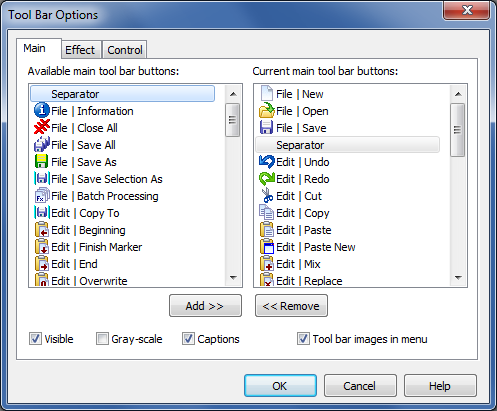 Tool Bar Options
Main Effect Control
Available main tool bar buttons:
Separator
File | Information
File | Close All
File | Save All
File | Save As
File | Save Selection As
File | Batch Processing
Edit | Copy To
Edit | Beginning
Edit | Finish Marker
Edit | End
Edit | Overwrite
Current main tool bar buttons:
File | New
File | Open
File | Save
Separator
Edit | Undo
Edit | Redo
Edit | Cut
Edit | Copy
Edit | Paste
Edit | Paste New
Edit | Mix
Edit | Replace
Add >> << Remove
Visible Gray-scale Captions Tool bar images in menu
OK Cancel Help